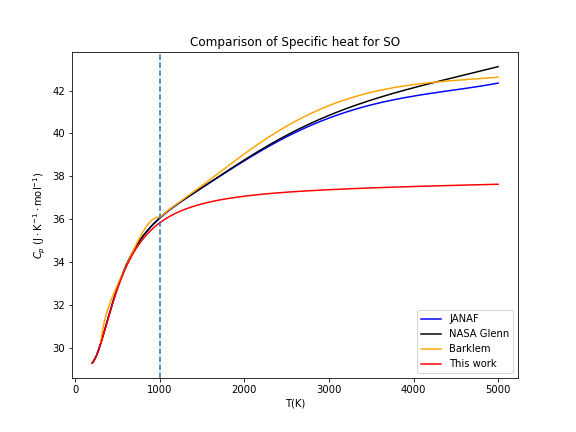 Comparison of Specific heat for SO
42
40
38
36
34
32
30
C_p (J · K⁻¹ · mol⁻¹)
JANAF
NASA Glenn
Barklem
This work
0 1000 2000 3000 4000 5000
T(K)